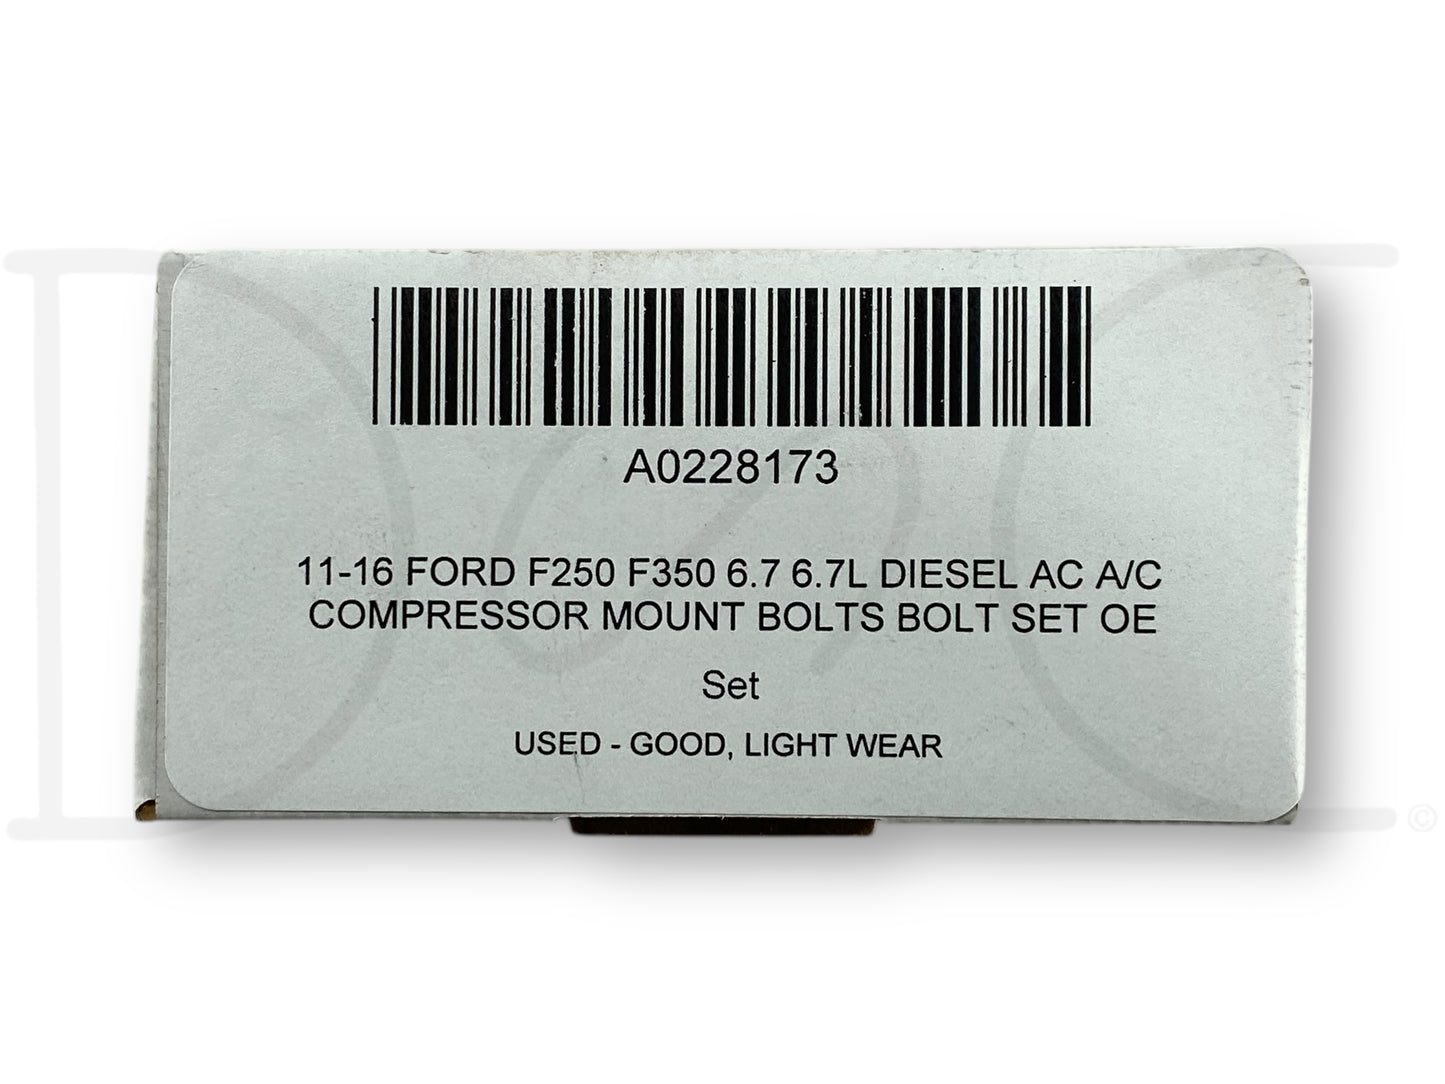 A0228173
11-16 FORD F250 F350 6.7 6.7L DIESEL AC A/C
COMPRESSOR MOUNT BOLTS BOLT SET OE
Set
USED - GOOD, LIGHT WEAR
©